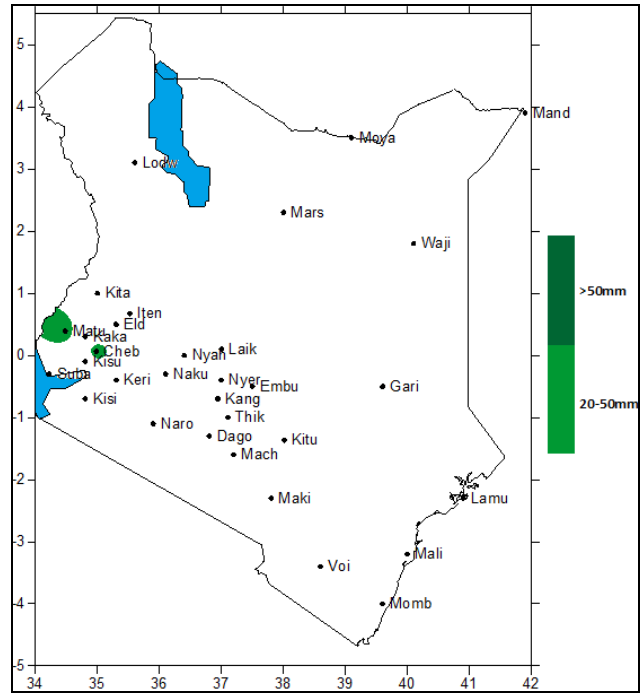 5
4
Mand
Moya
3
Lodw
Mars
2
Waji
1
Kita
Iten
Eld
Matu
Kaka
Laik
0
Cheb
Nyah
Kisu
Suba
Keri
Naku
Nyer
Embu
Gari
Kisi
Kang
Thik
-1
Naro
Dago
Kitu
Mach
-2
Maki
Lamu
-3
Mali
Voi
-4
Momb
-5
34 35 36 37 38 39 40 41 42
>50mm
20-50mm